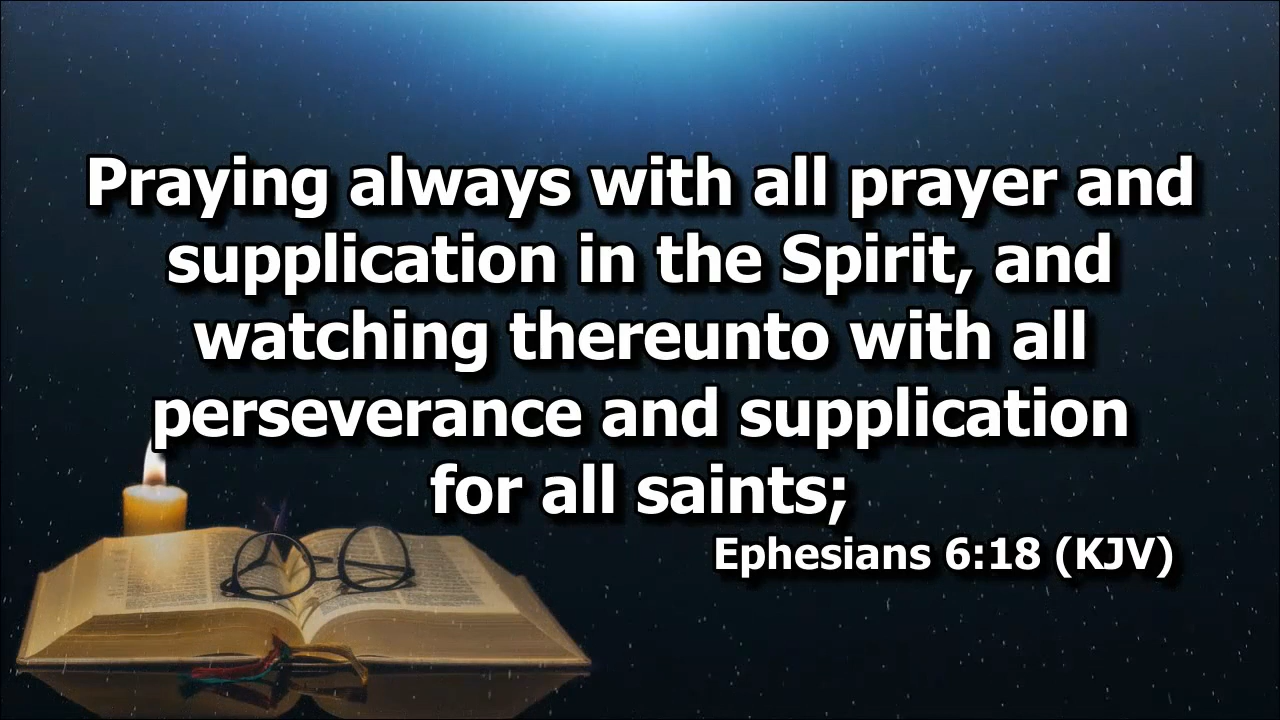 Praying always with all prayer and
supplication in the Spirit, and
watching thereunto with all
perseverance and supplication
for all saints;
Ephesians 6:18 (KJV)